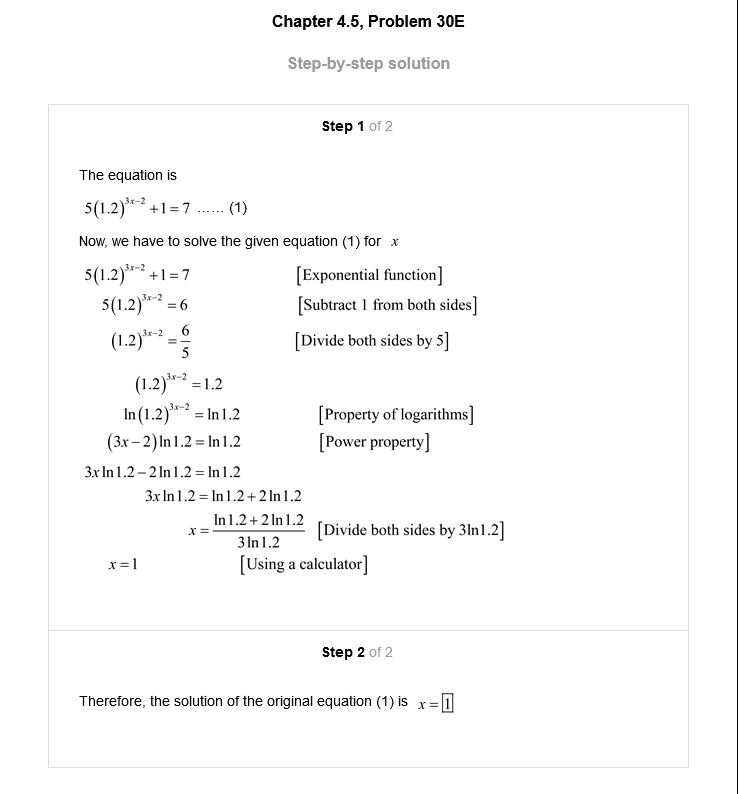 Chapter 4.5, Problem 30E
Step-by-step solution
Step 1 of 2
The equation is
5(1.2)^{3x−2} + 1 = 7 ...... (1)
Now, we have to solve the given equation (1) for x
5(1.2)^{3x−2} + 1 = 7 [Exponential function]
5(1.2)^{3x−2} = 6 [Subtract 1 from both sides]
(1.2)^{3x−2} = 6/5 [Divide both sides by 5]
(1.2)^{3x−2} = 1.2
ln(1.2)^{3x−2} = ln 1.2 [Property of logarithms]
(3x − 2) ln 1.2 = ln 1.2 [Power property]
3x ln 1.2 − 2 ln 1.2 = ln 1.2
3x ln 1.2 = ln 1.2 + 2 ln 1.2
x = (ln 1.2 + 2 ln 1.2)/(3 ln 1.2) [Divide both sides by 3ln1.2]
x = 1 [Using a calculator]
Step 2 of 2
Therefore, the solution of the original equation (1) is x = 1